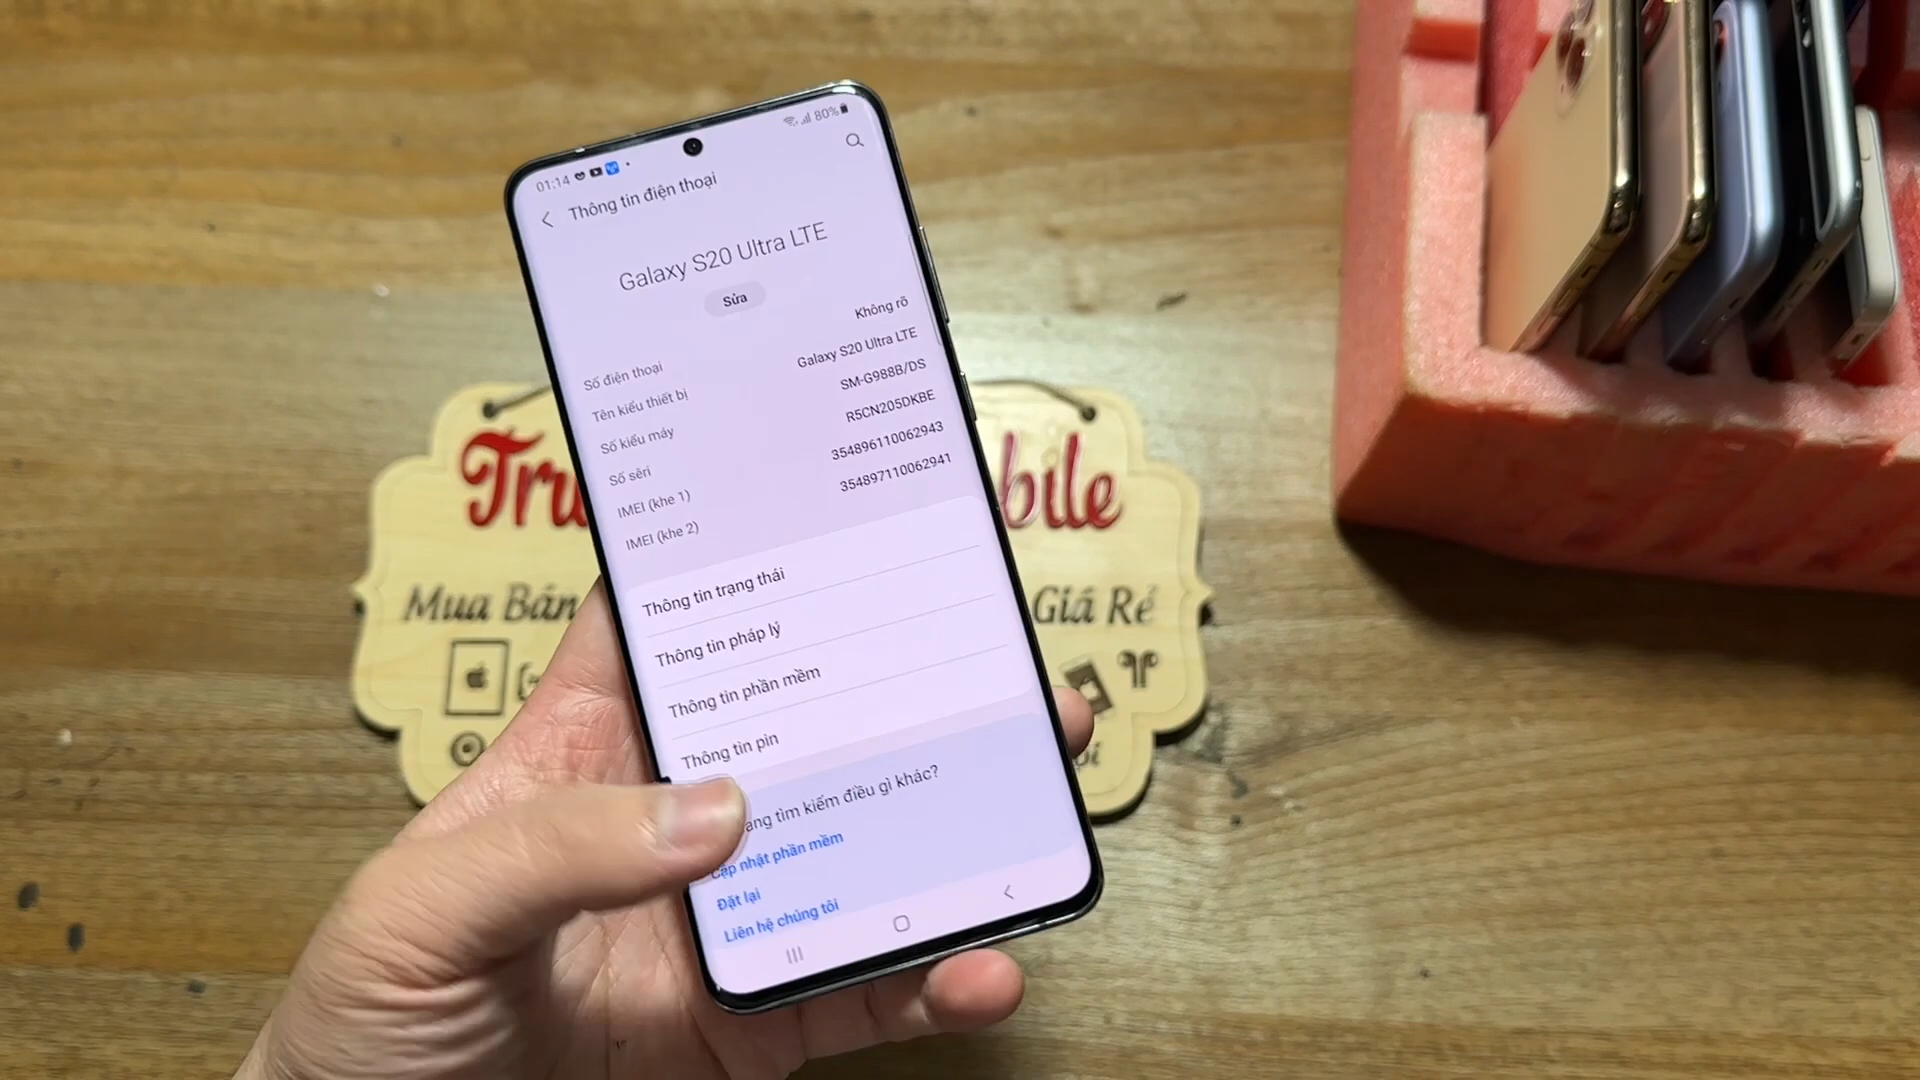 01:14
80%
Thông tin điện thoại
Galaxy S20 Ultra LTE
Sửa
Số điện thoại Không rõ
Tên kiểu thiết bị Galaxy S20 Ultra LTE
Số kiểu máy SM-G988B/DS
Số sêri R5CN205DKBE
IMEI (khe 1) 354896110062943
IMEI (khe 2) 354897110062941
Thông tin trạng thái
Thông tin pháp lý
Thông tin phần mềm
Thông tin pin
tìm kiếm điều gì khác?
Cập nhật phần mềm
Đặt lại
Liên hệ chúng tôi
Mua Bán Giá Rẻ